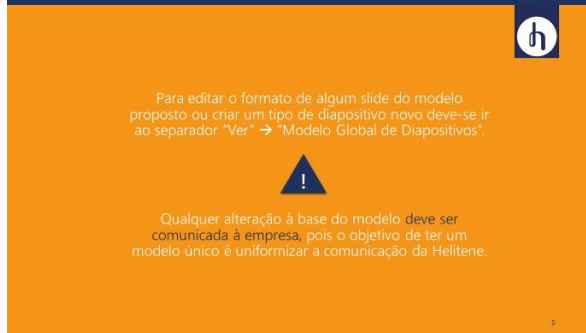 h
Para editar o formato de algum slide do modelo
proposto ou criar um tipo de diapositivo novo deve-se ir
ao separador "Ver" → "Modelo Global de Diapositivos".
!
Qualquer alteração à base do modelo deve ser
comunicada à empresa, pois o objetivo de ter um
modelo único é uniformizar a comunicação da Helitene.
5